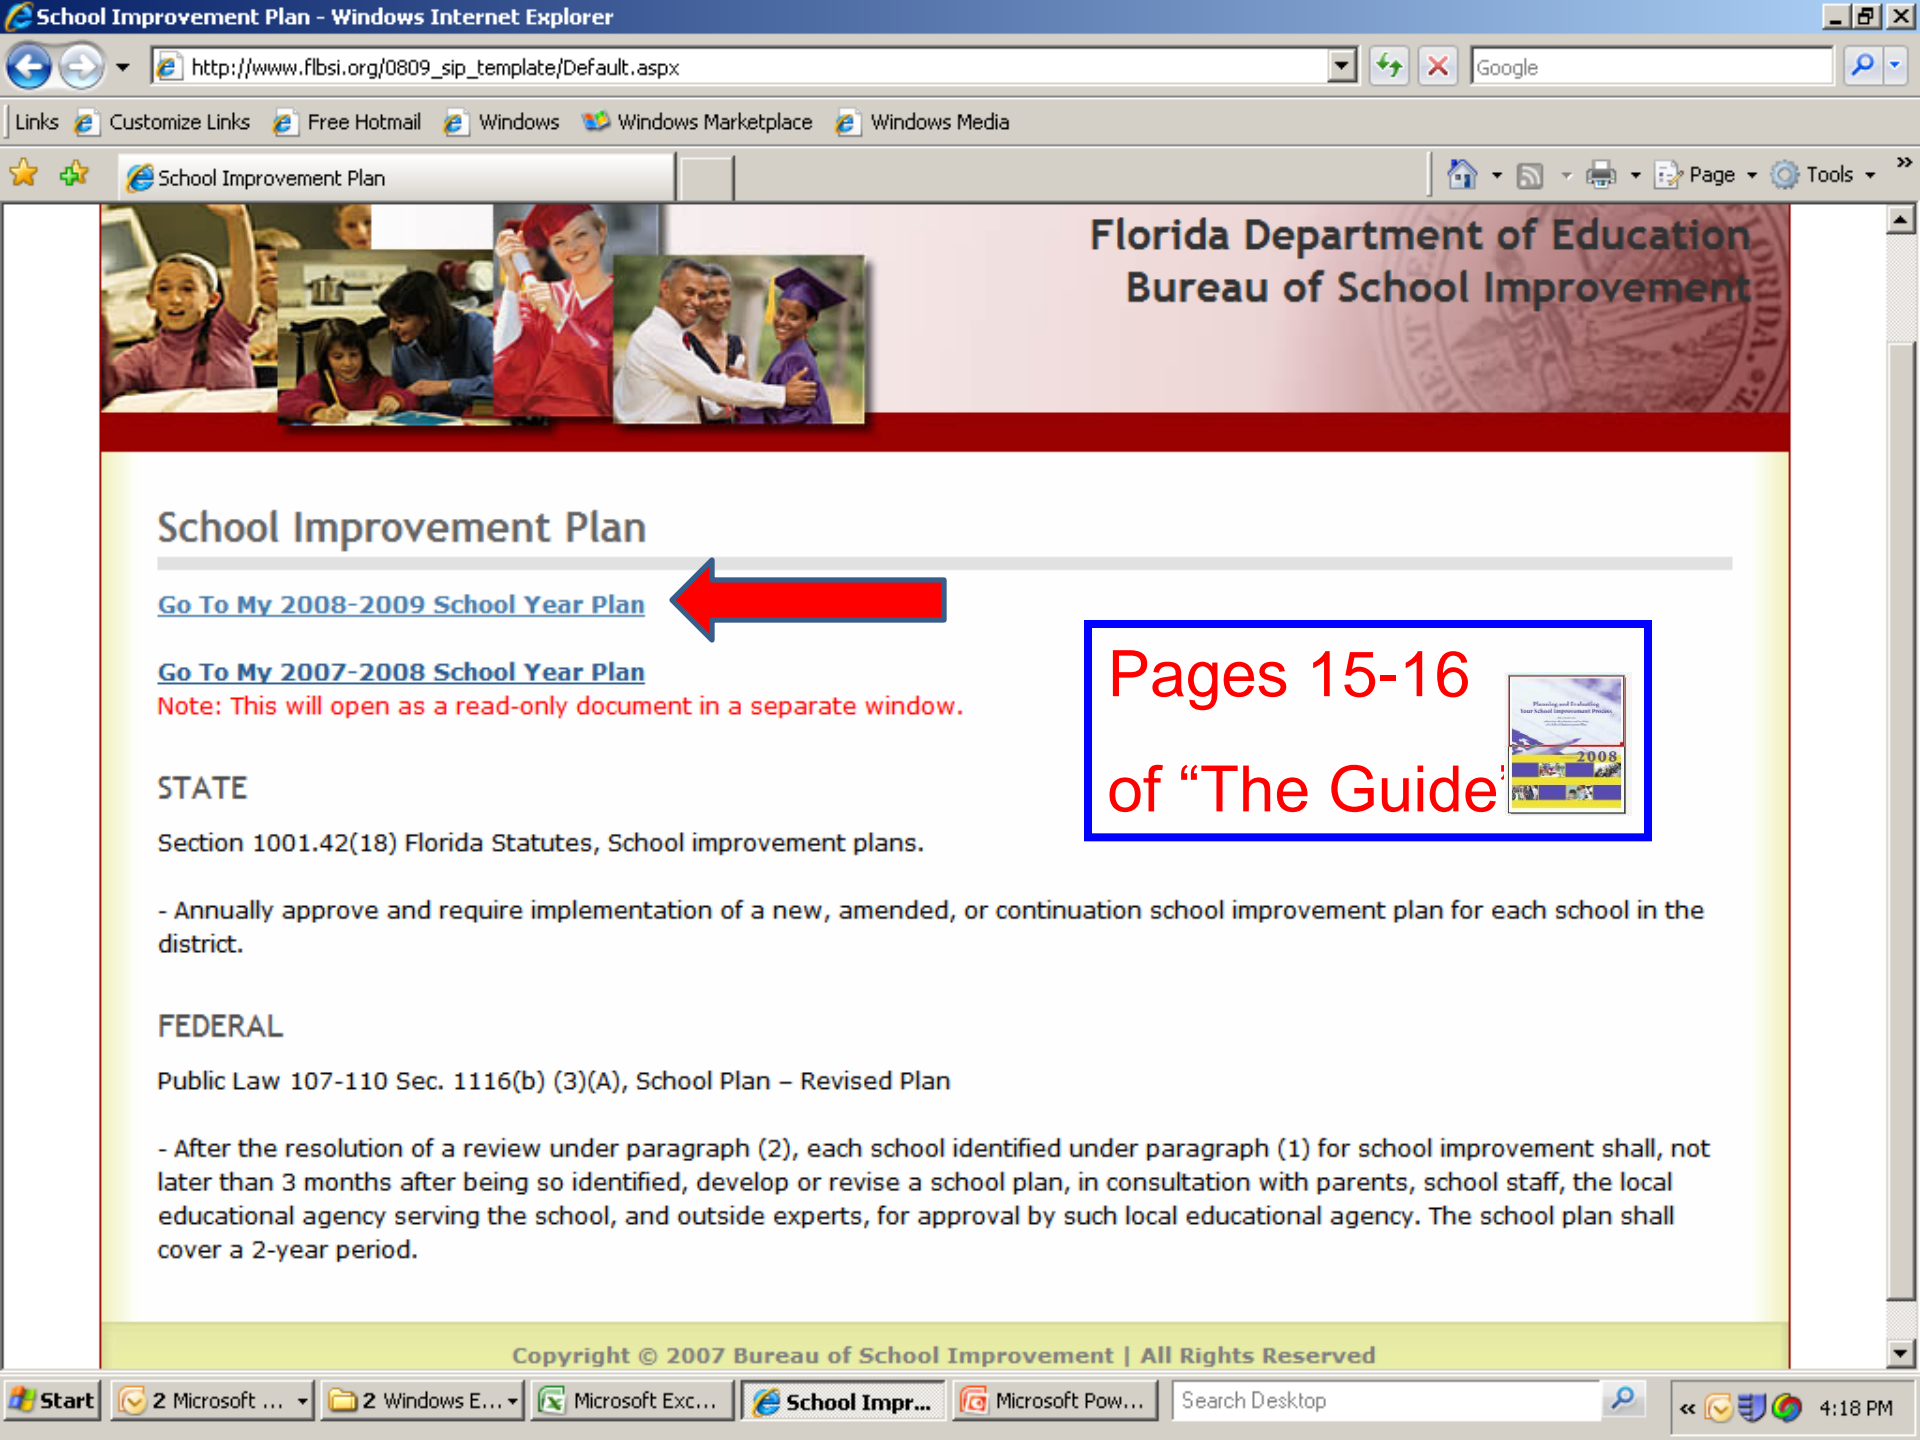 School Improvement Plan - Windows Internet Explorer
http://www.flbsi.org/0809_sip_template/Default.aspx
Google
Links Customize Links Free Hotmail Windows Windows Marketplace Windows Media
School Improvement Plan
Page Tools
Florida Department of Education
Bureau of School Improvement
School Improvement Plan
Go To My 2008-2009 School Year Plan
Go To My 2007-2008 School Year Plan
Note: This will open as a read-only document in a separate window.
Pages 15-16
of “The Guide”
Planning and Evaluating
Your School Improvement Process
2008
STATE
Section 1001.42(18) Florida Statutes, School improvement plans.
- Annually approve and require implementation of a new, amended, or continuation school improvement plan for each school in the
district.
FEDERAL
Public Law 107-110 Sec. 1116(b) (3)(A), School Plan – Revised Plan
- After the resolution of a review under paragraph (2), each school identified under paragraph (1) for school improvement shall, not
later than 3 months after being so identified, develop or revise a school plan, in consultation with parents, school staff, the local
educational agency serving the school, and outside experts, for approval by such local educational agency. The school plan shall
cover a 2-year period.
Copyright © 2007 Bureau of School Improvement | All Rights Reserved
Start 2 Microsoft ... 2 Windows E... Microsoft Exc... School Impr... Microsoft Pow... Search Desktop 4:18 PM